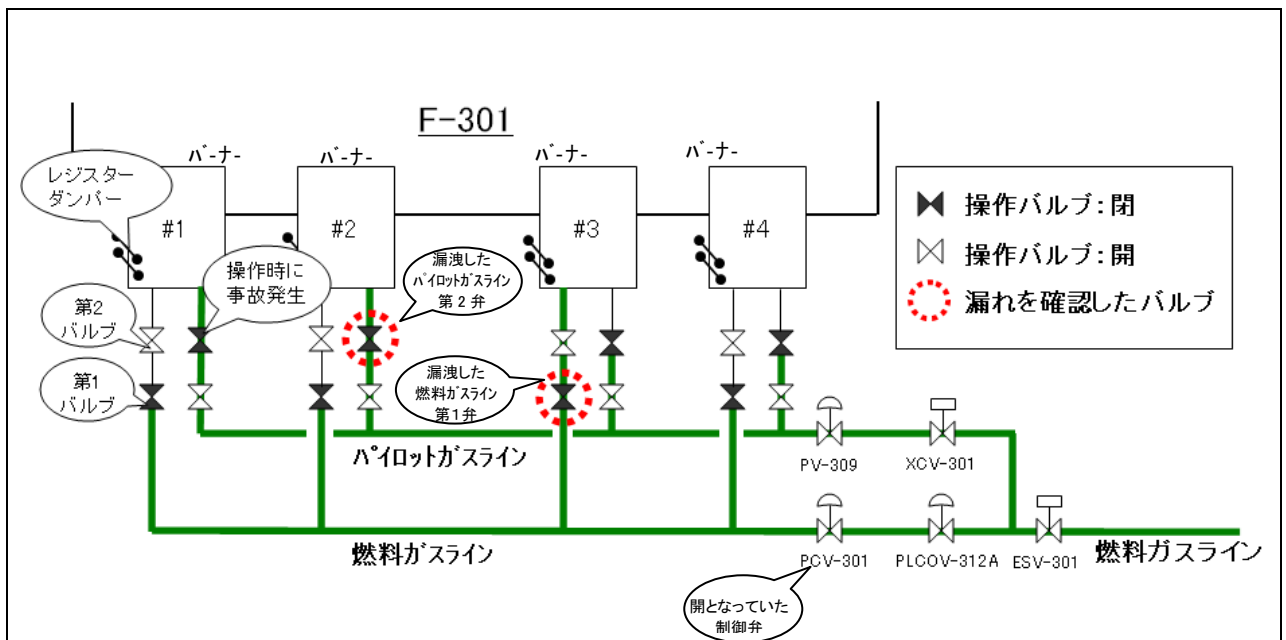 F-301
バーナー
バーナー
バーナー
バーナー
レジスター
ダンパー
#1
#2
#3
#4
操作時に
事故発生
漏洩した
パイロットガスライン
第2弁
第2
バルブ
第1
バルブ
漏洩した
燃料ガスライン
第1弁
操作バルブ:閉
操作バルブ:開
漏れを確認したバルブ
パイロットガスライン
PV-309
XCV-301
燃料ガスライン
PCV-301
PLCOV-312A
ESV-301
燃料ガスライン
開となっていた
制御弁